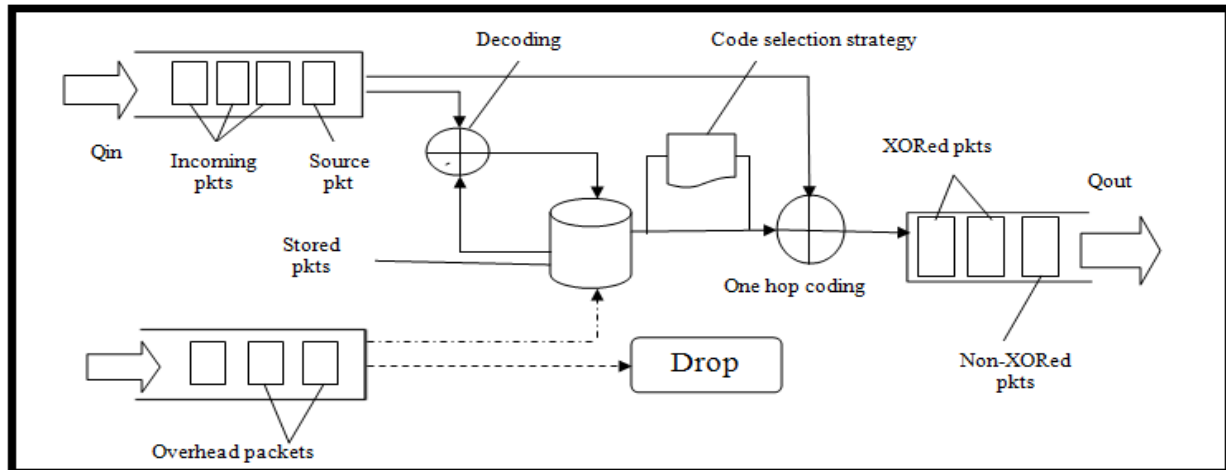 Decoding
Code selection strategy
Qin
Incoming
pkts
Source
pkt
XORed pkts
Qout
Stored
pkts
One hop coding
Drop
Non-XORed
pkts
Overhead packets